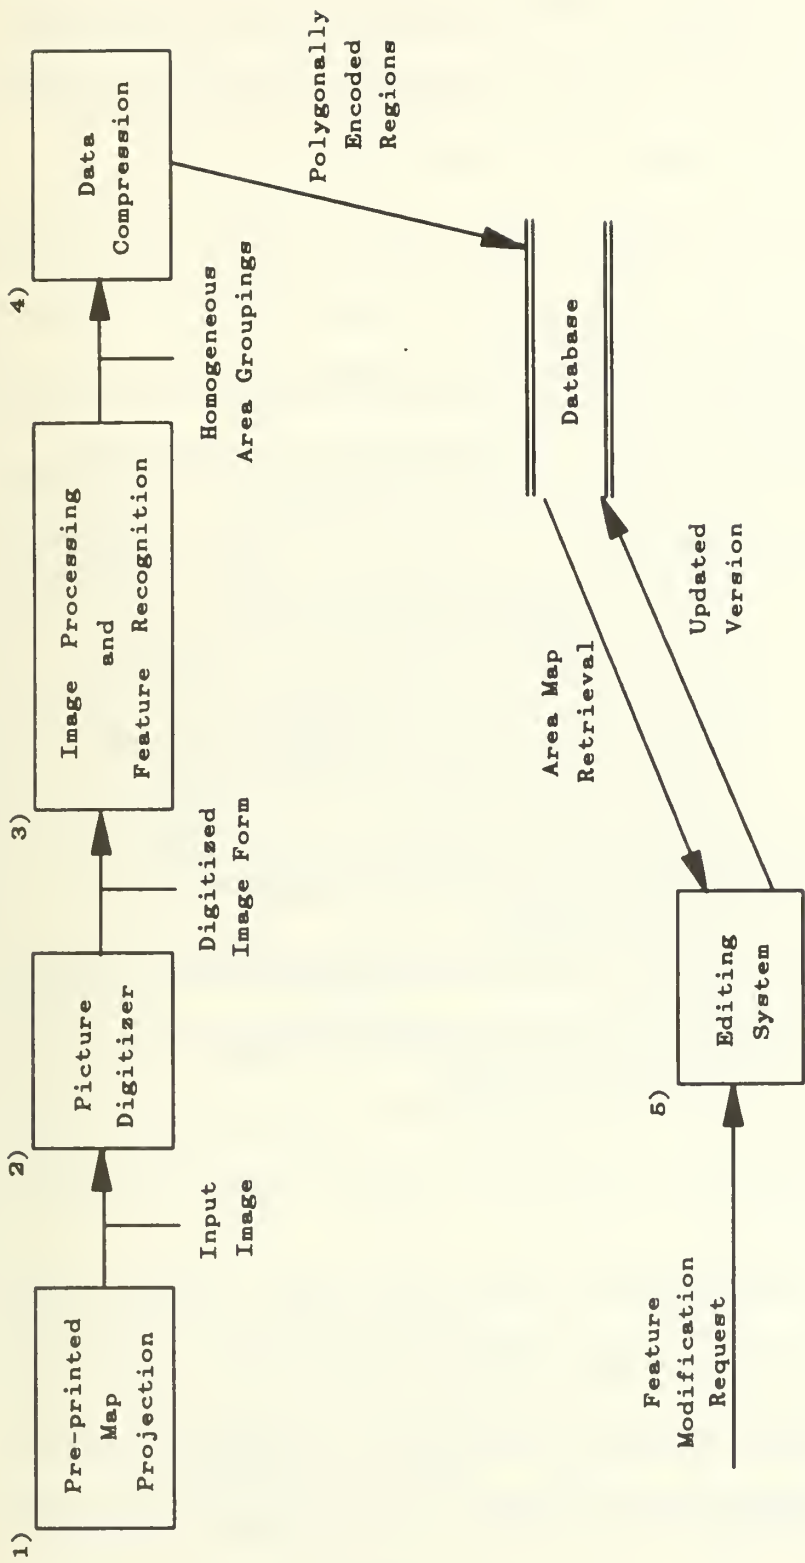 1)
Pre-printed
Map
Projection
Input
Image
2)
Picture
Digitizer
Digitized
Image Form
3)
Image Processing
and
Feature Recognition
Homogeneous
Area Groupings
4)
Data
Compression
Polygonally
Encoded
Regions
Database
Area Map
Retrieval
Updated
Version
5)
Editing
System
Feature
Modification
Request